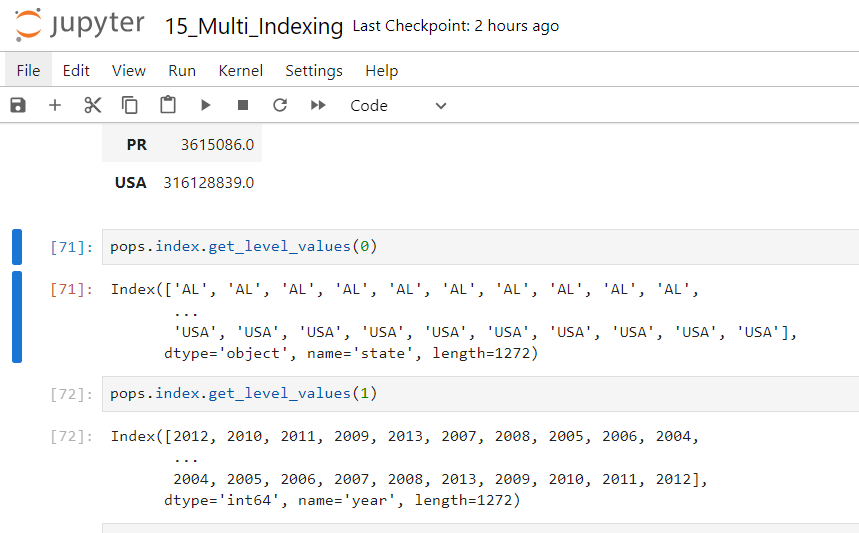 jupyter 15_Multi_Indexing Last Checkpoint: 2 hours ago
File Edit View Run Kernel Settings Help
Code
PR 3615086.0
USA 316128839.0
[71]: pops.index.get_level_values(0)
[71]: Index(['AL', 'AL', 'AL', 'AL', 'AL', 'AL', 'AL', 'AL', 'AL', 'AL',
...
'USA', 'USA', 'USA', 'USA', 'USA', 'USA', 'USA', 'USA', 'USA', 'USA'],
dtype='object', name='state', length=1272)
[72]: pops.index.get_level_values(1)
[72]: Index([2012, 2010, 2011, 2009, 2013, 2007, 2008, 2005, 2006, 2004,
...
2004, 2005, 2006, 2007, 2008, 2013, 2009, 2010, 2011, 2012],
dtype='int64', name='year', length=1272)